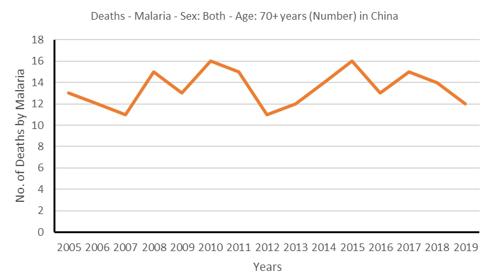 Deaths - Malaria - Sex: Both - Age: 70+ years (Number) in China
18
16
14
12
10
8
6
4
2
0
No. of Deaths by Malaria
2005 2006 2007 2008 2009 2010 2011 2012 2013 2014 2015 2016 2017 2018 2019
Years